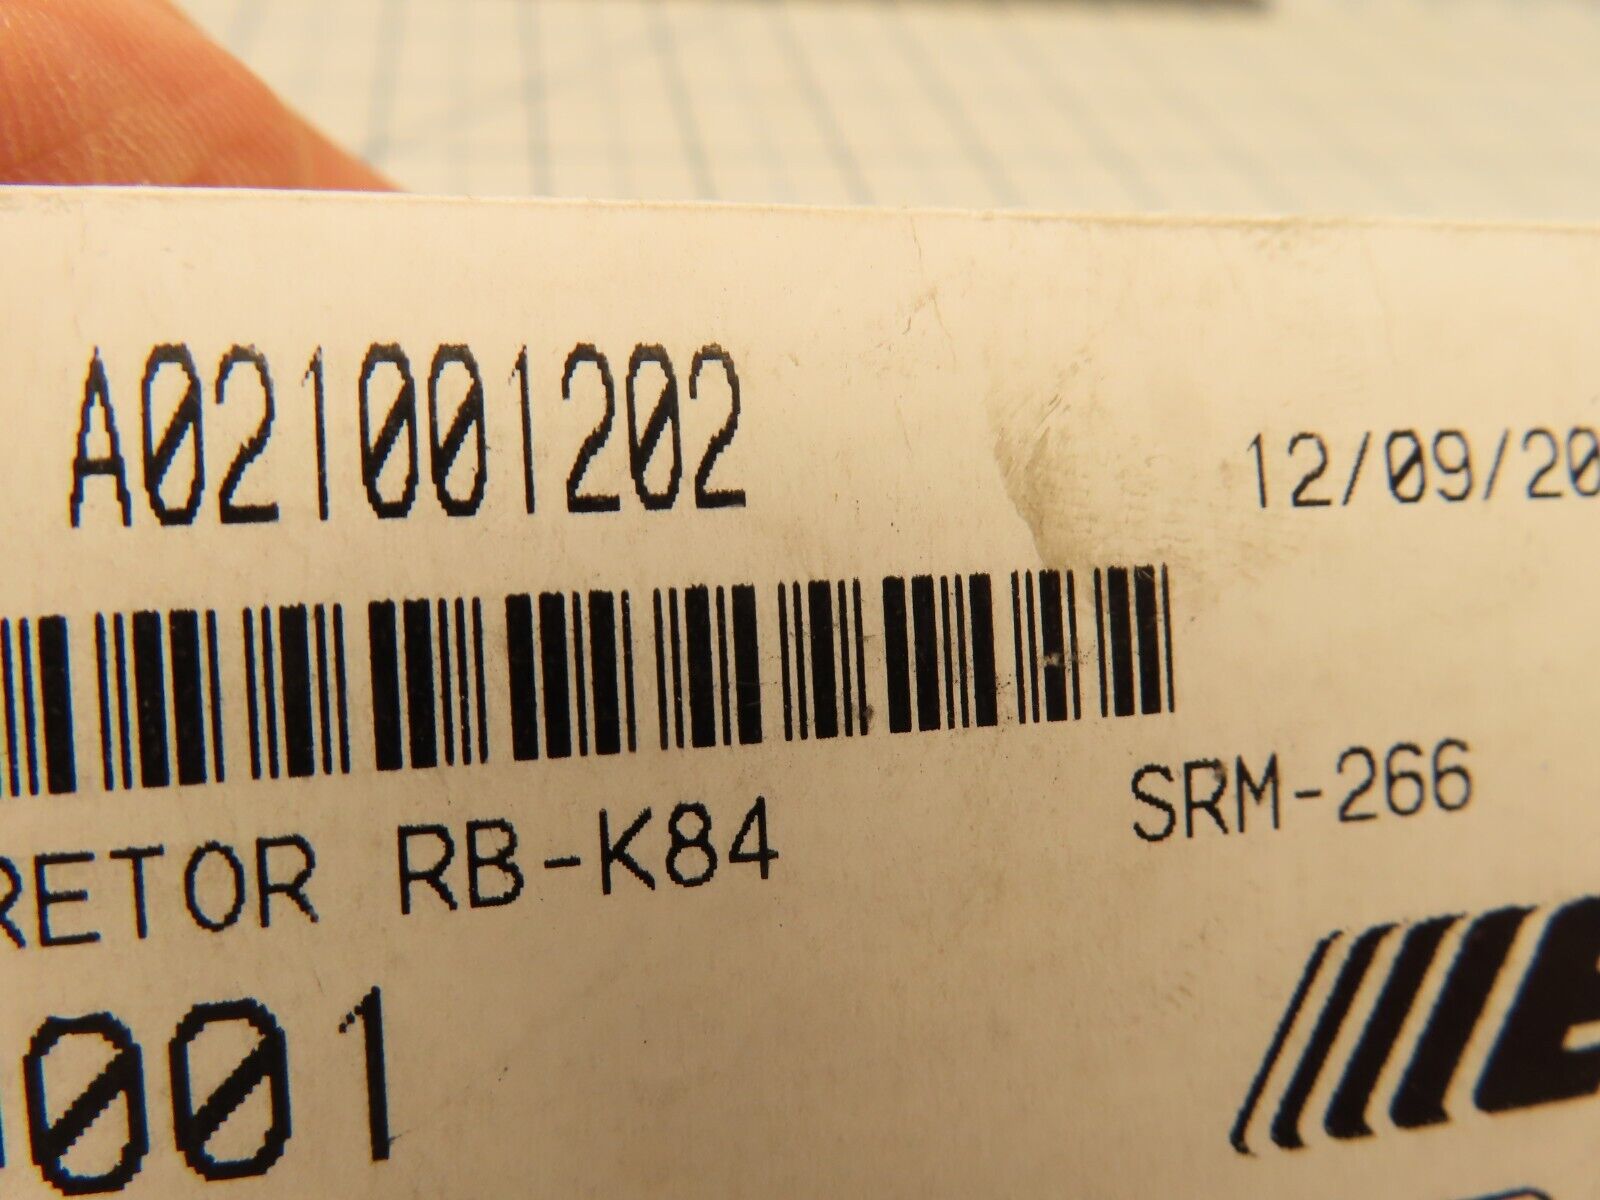 A021001202
12/09/20
RETOR RB-K84
SRM-266
001
E